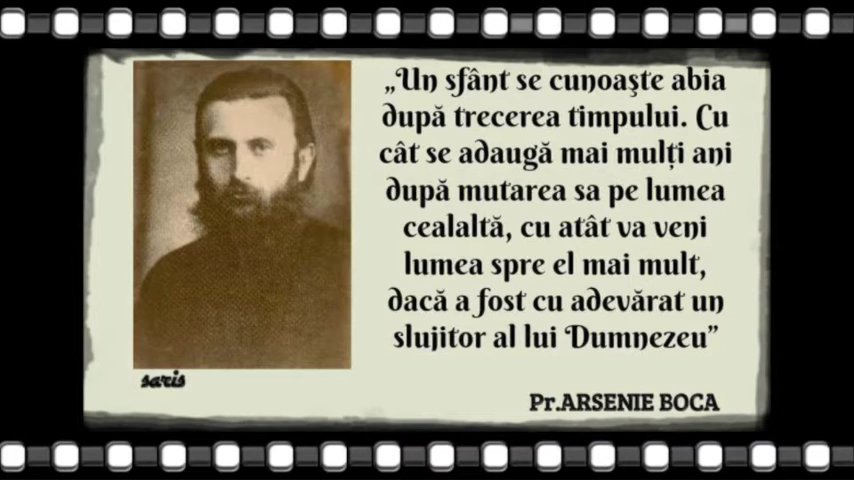 „Un sfânt se cunoaşte abia
după trecerea timpului. Cu
cât se adaugă mai mulți ani
după mutarea sa pe lumea
cealaltă, cu atât va veni
lumea spre el mai mult,
dacă a fost cu adevărat un
slujitor al lui Dumnezeu”
saris
Pr.ARSENIE BOCA